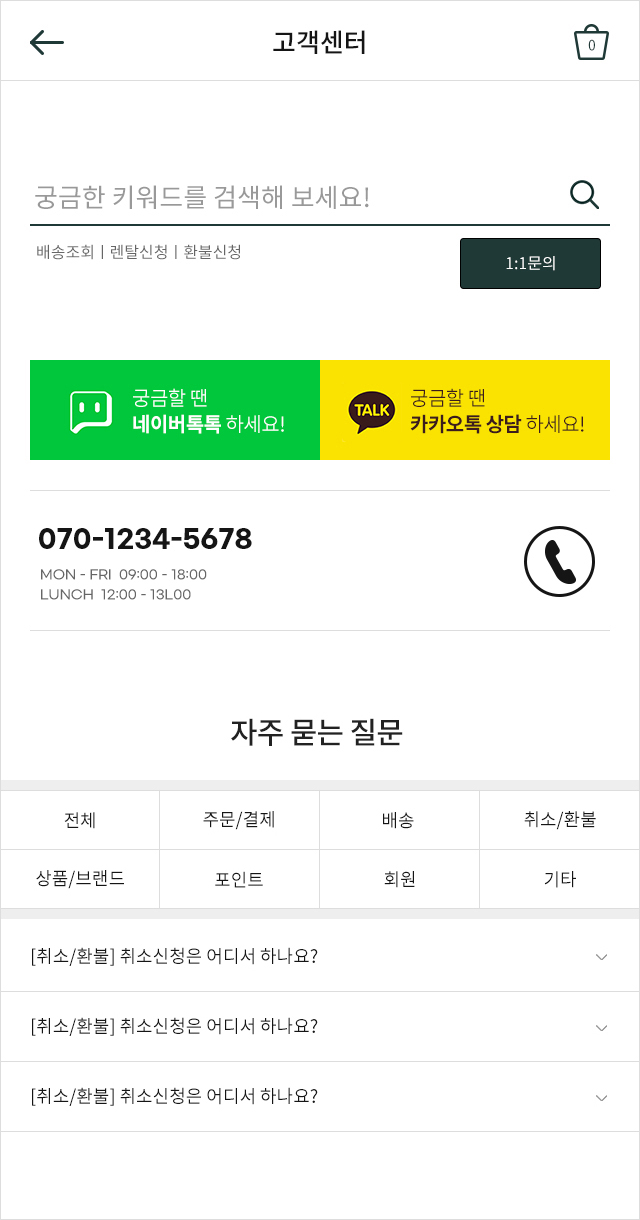 고객센터
0
궁금한 키워드를 검색해 보세요!
배송조회 | 렌탈신청 | 환불신청
1:1문의
궁금할 땐
네이버톡톡 하세요!
TALK
궁금할 땐
카카오톡 상담 하세요!
070-1234-5678
MON - FRI 09:00 - 18:00
LUNCH 12:00 - 13L00
자주 묻는 질문
전체
주문/결제
배송
취소/환불
상품/브랜드
포인트
회원
기타
[취소/환불] 취소신청은 어디서 하나요?
[취소/환불] 취소신청은 어디서 하나요?
[취소/환불] 취소신청은 어디서 하나요?